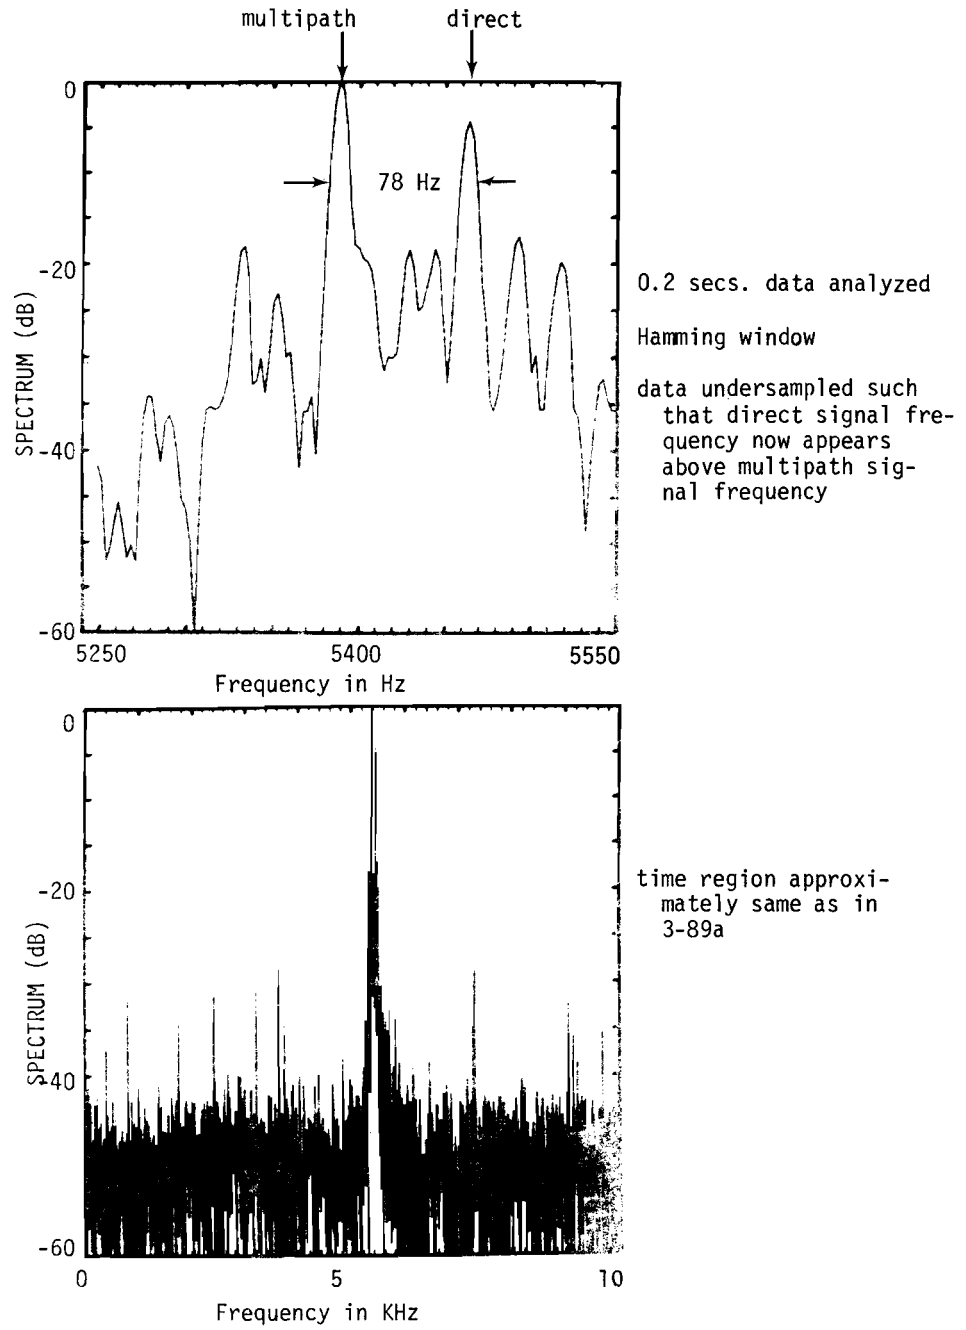 multipath direct
0
78 Hz
-20
SPECTRUM (dB)
-40
-60
5250 5400 5550
Frequency in Hz
0.2 secs. data analyzed
Hamming window
data undersampled such
that direct signal fre-
quency now appears
above multipath sig-
nal frequency
0
-20
SPECTRUM (dB)
-40
-60
0 5 10
Frequency in KHz
time region approxi-
mately same as in
3-89a